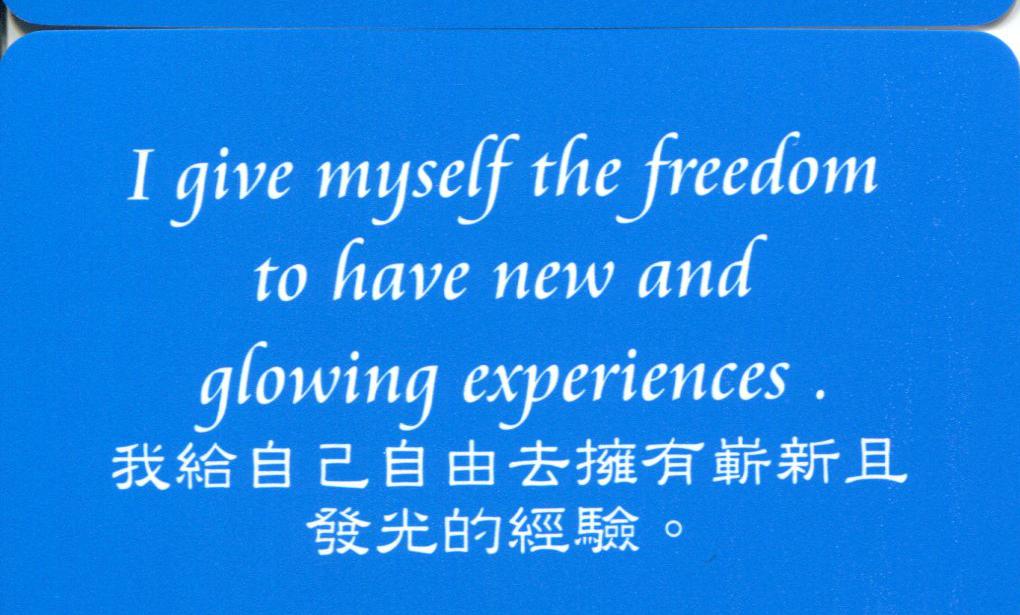 I give myself the freedom
to have new and
glowing experiences .
我給自己自由去擁有嶄新且
發光的經驗。